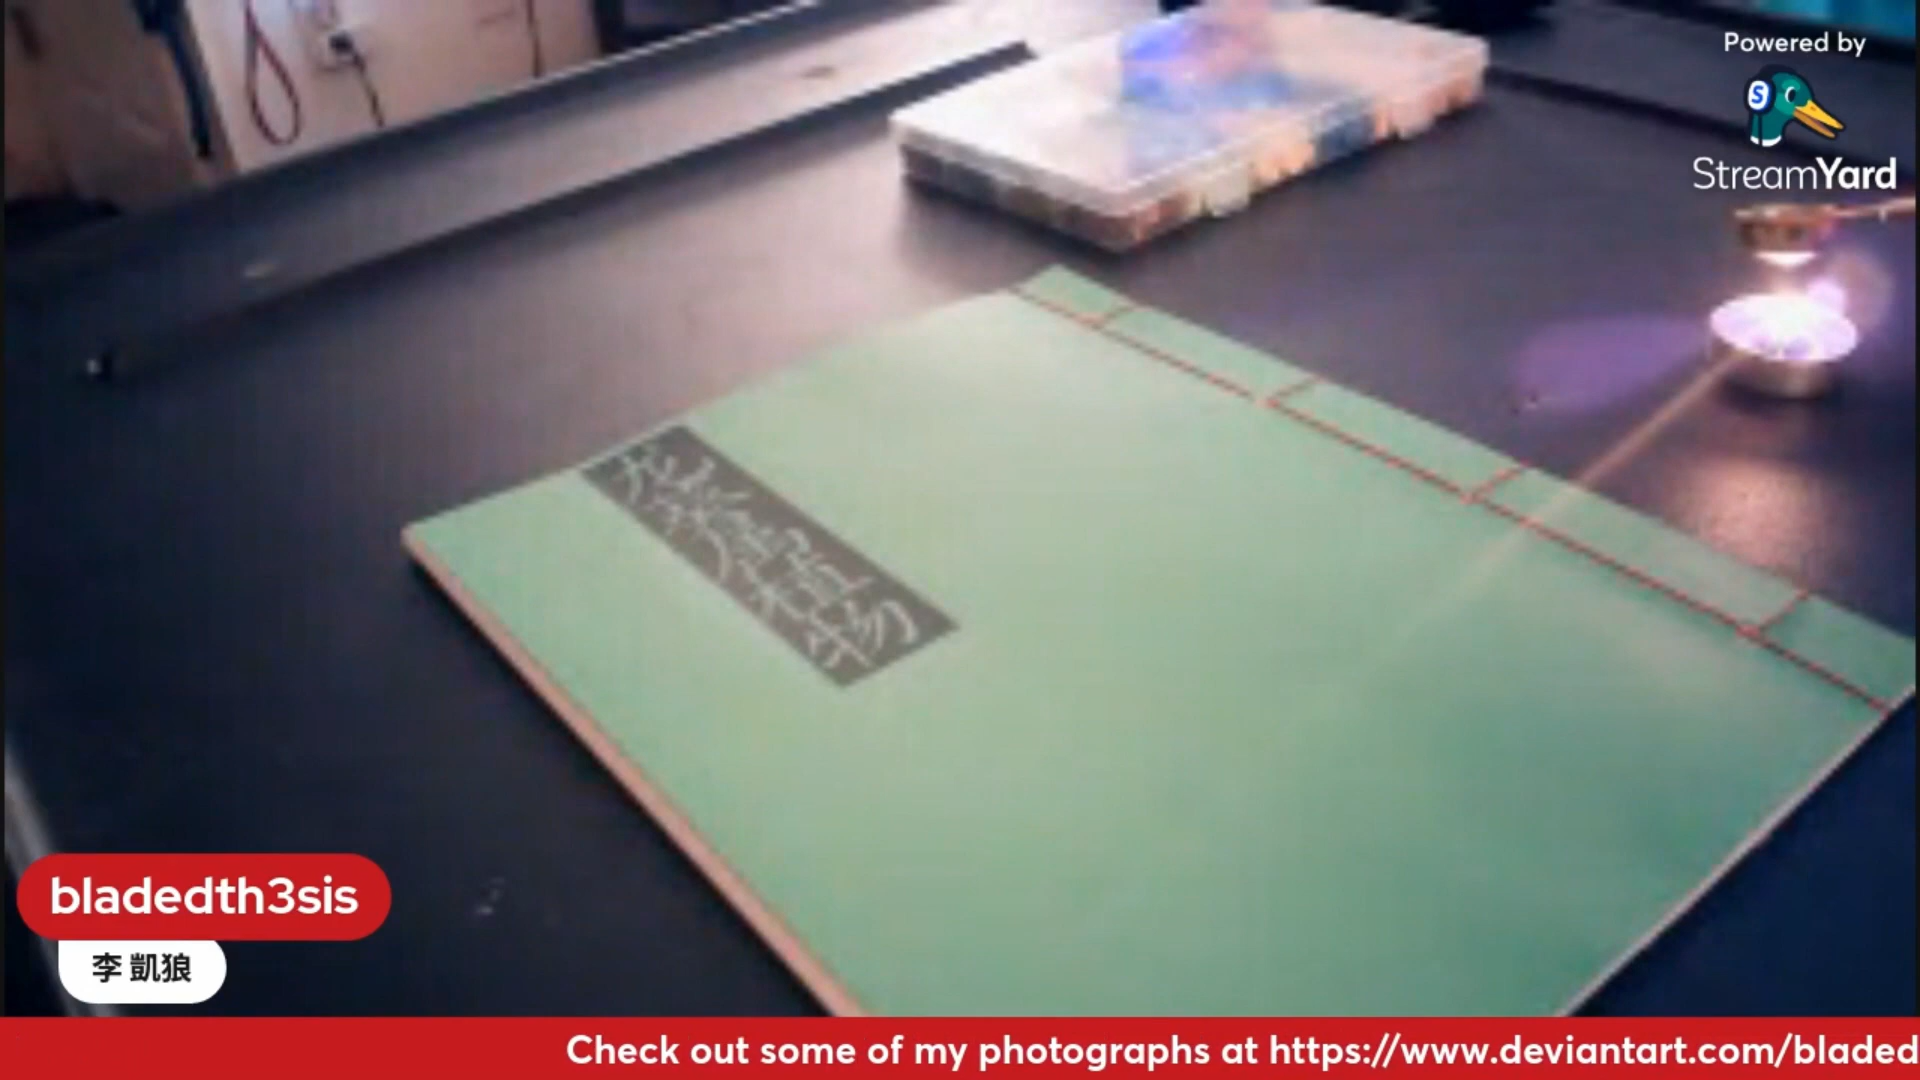 Powered by
StreamYard
bladedth3sis
李 凱狼
Check out some of my photographs at https://www.deviantart.com/bladed